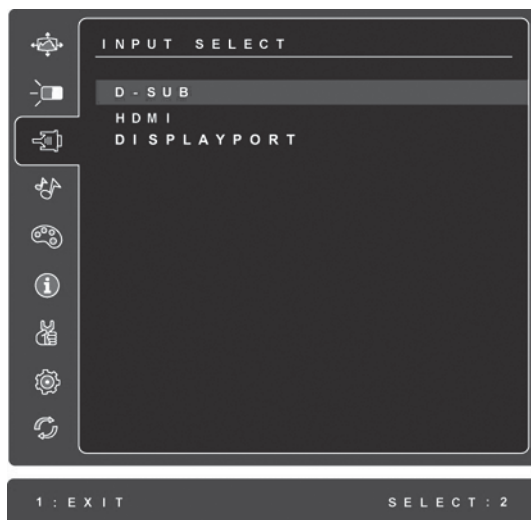 INPUT SELECT
D-SUB
HDMI
DISPLAYPORT
1:EXIT SELECT:2